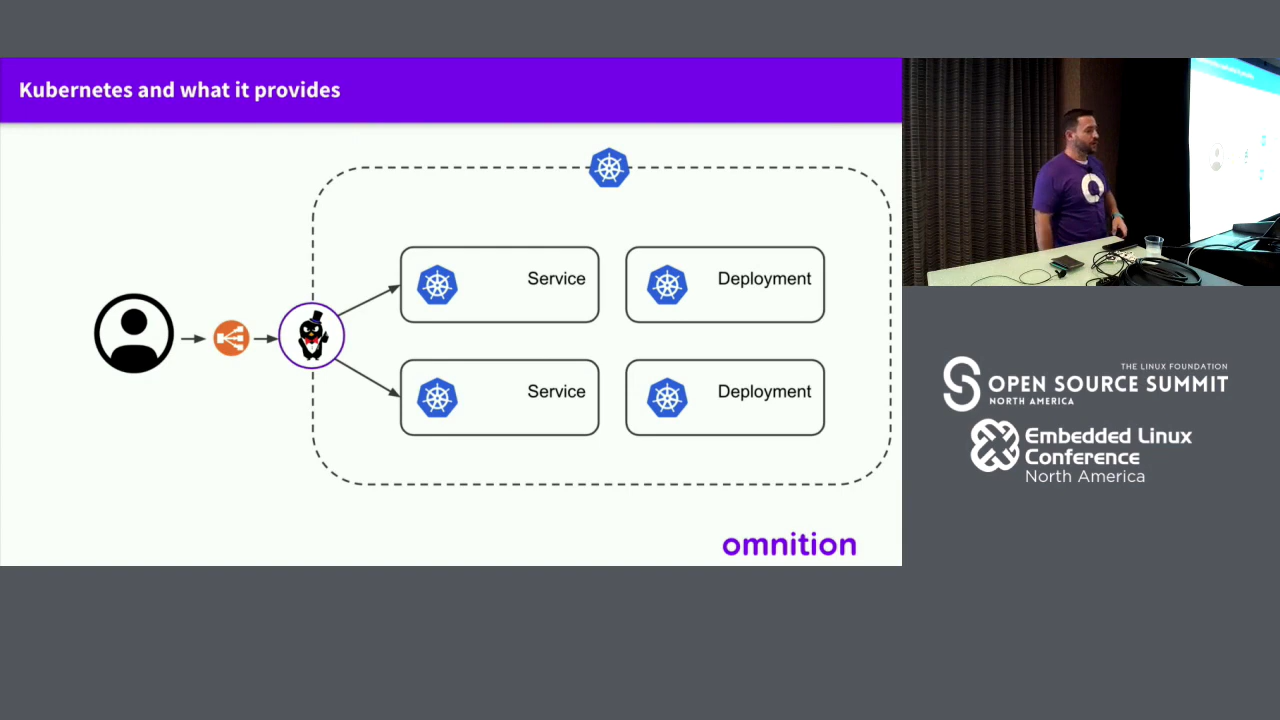 Kubernetes and what it provides
Service
Deployment
Service
Deployment
omnition
THE LINUX FOUNDATION
OPEN SOURCE SUMMIT
NORTH AMERICA
Embedded Linux
Conference
North America